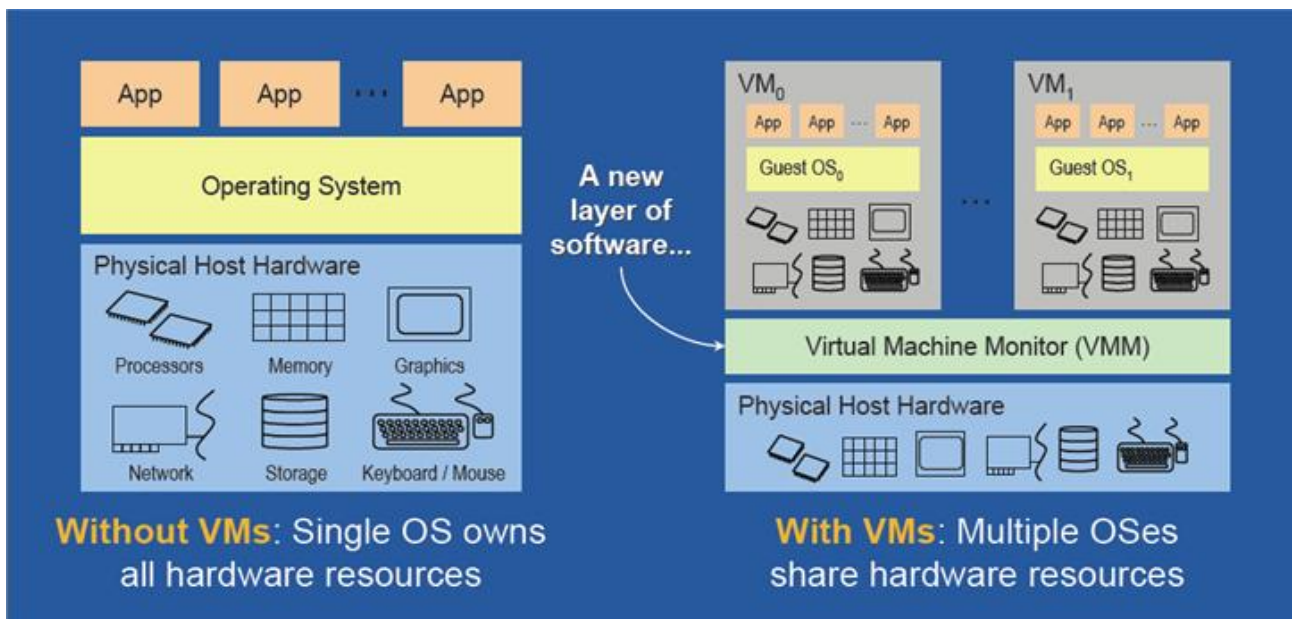 App App ... App
Operating System
Physical Host Hardware
Processors Memory Graphics
Network Storage Keyboard / Mouse
Without VMs: Single OS owns
all hardware resources
A new
layer of
software...
VM₀
App App ... App
Guest OS₀
...
VM₁
App App ... App
Guest OS₁
Virtual Machine Monitor (VMM)
Physical Host Hardware
With VMs: Multiple OSes
share hardware resources